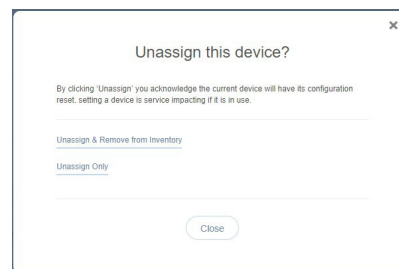 Unassign this device?
By clicking 'Unassign' you acknowledge the current device will have its configuration
reset. setting a device is service impacting if it is in use.
Unassign & Remove from Inventory
Unassign Only
Close